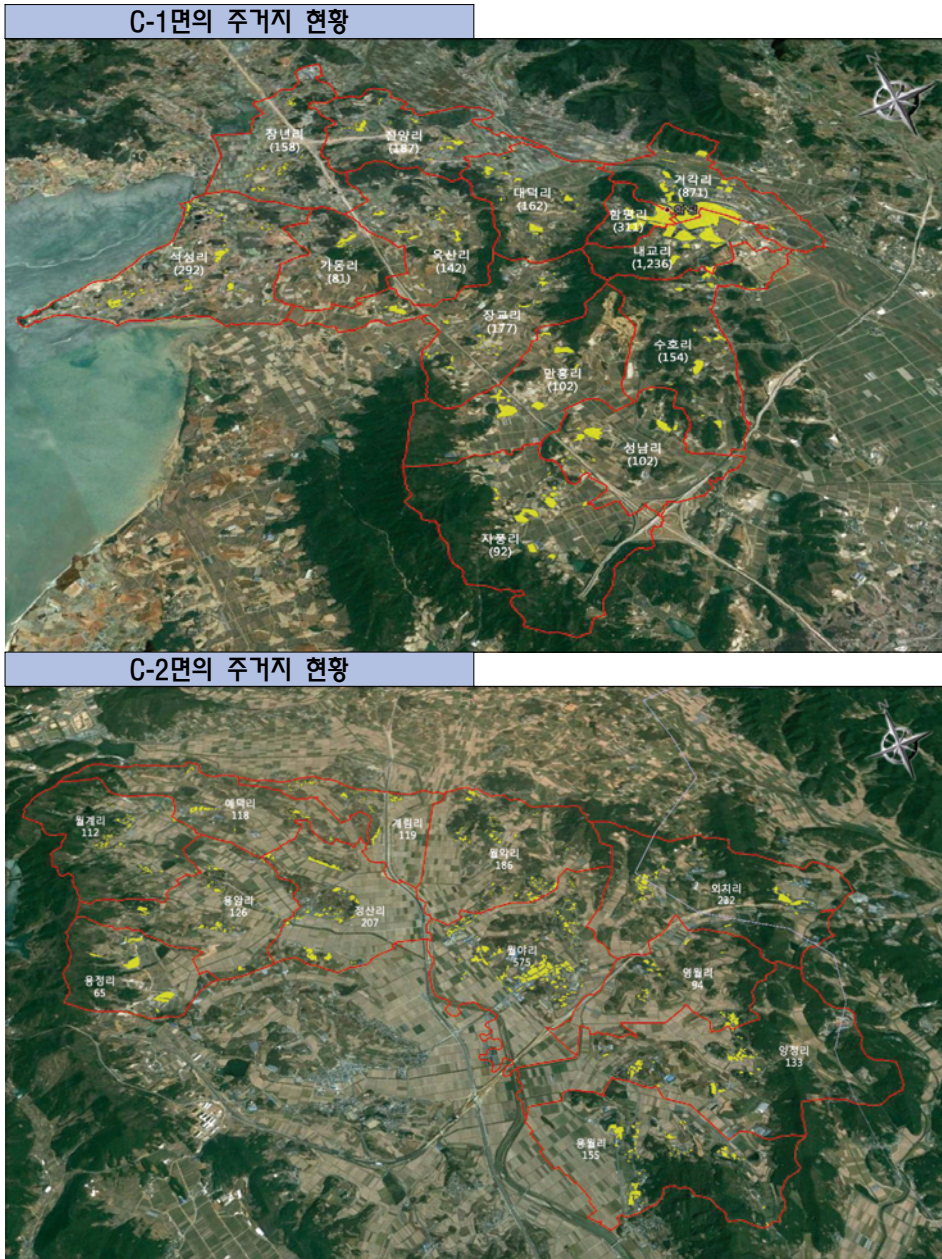 C-1면의 주거지 현황
장년리
(158)
진양리
(187)
대덕리
(162)
거각리
(871)
함평리
(311)
내교리
(1,236)
석성리
(292)
가동리
(81)
옥산리
(142)
장교리
(177)
수호리
(154)
만흥리
(102)
성남리
(102)
자풍리
(92)
C-2면의 주거지 현황
월계리
112
예덕리
118
계림리
119
월악리
186
외치리
232
용암리
126
정산리
207
월야리
575
영월리
94
용정리
65
양정리
133
용월리
155